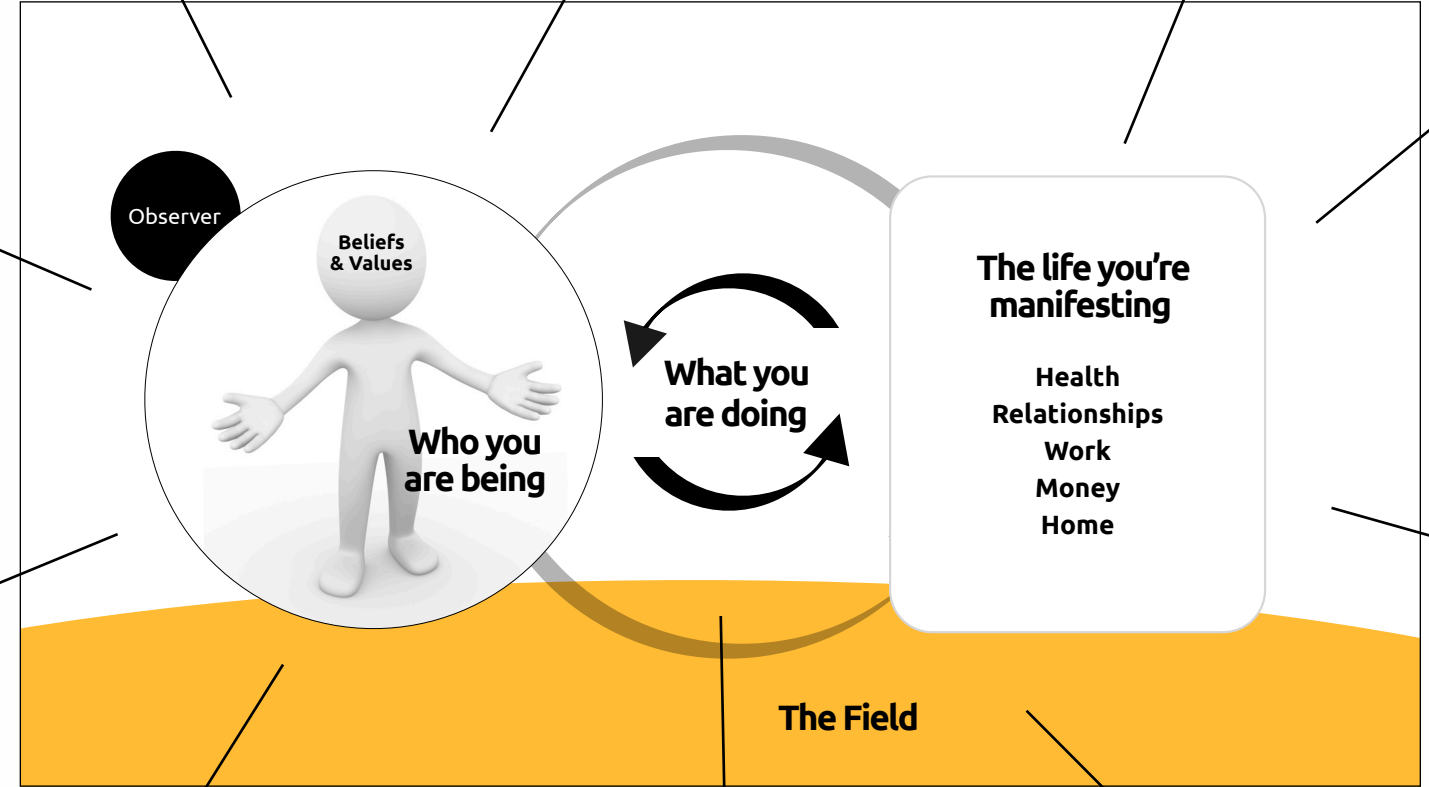 Observer
Beliefs
& Values
Who you
are being
What you
are doing
The life you're
manifesting
Health
Relationships
Work
Money
Home
The Field